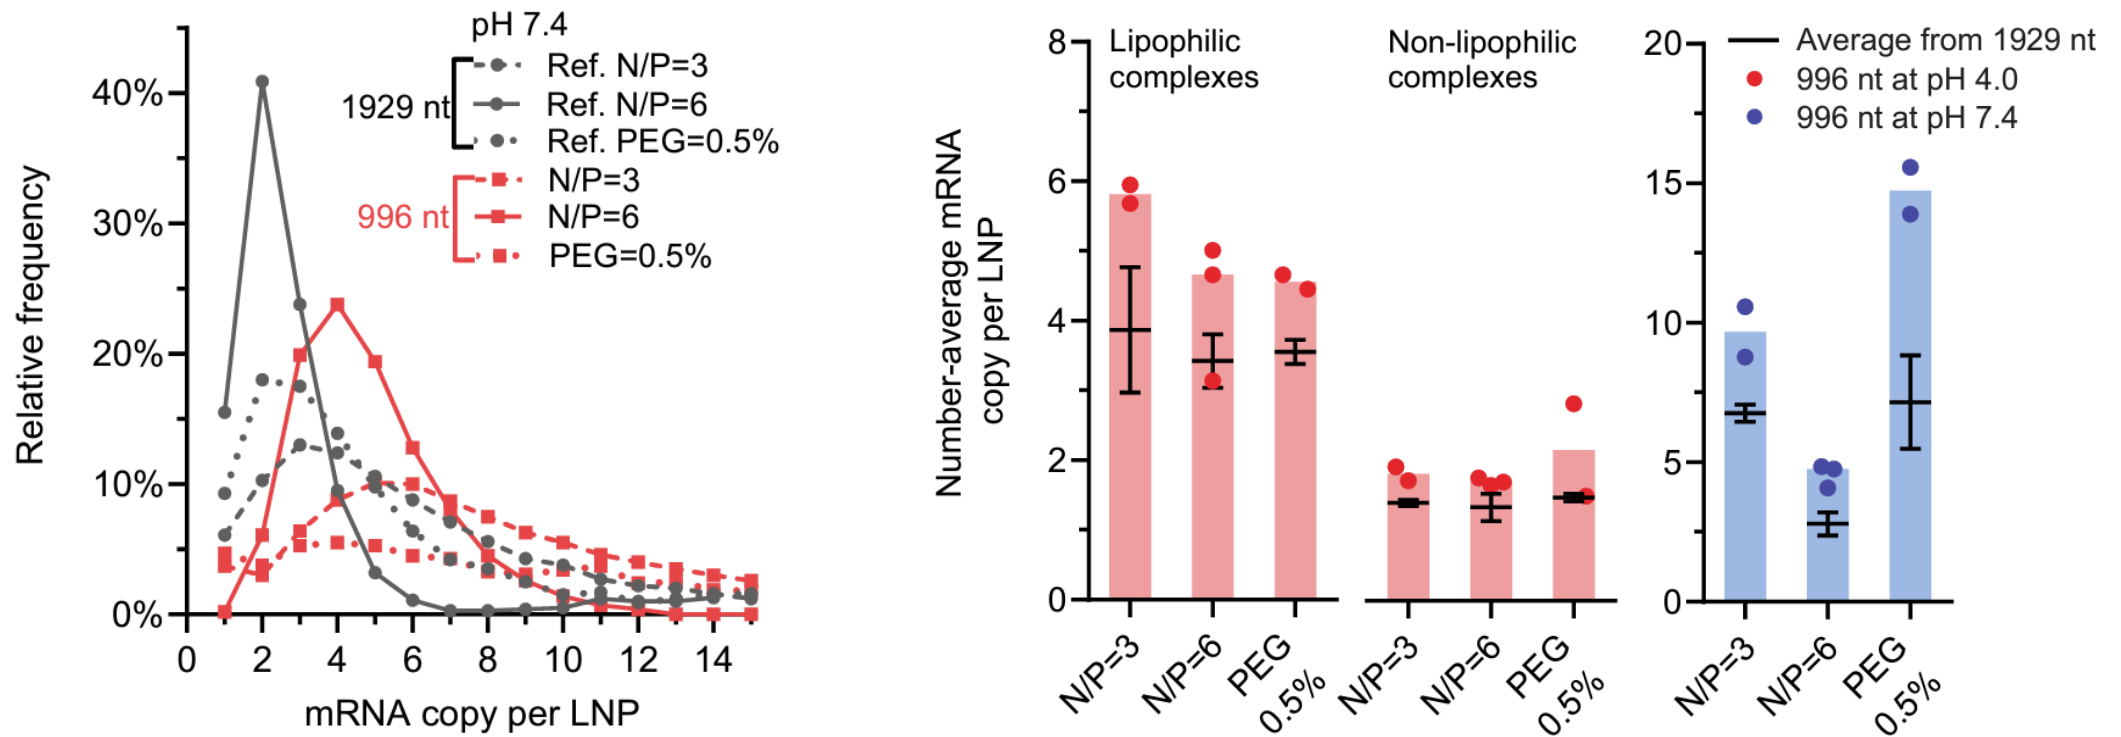 pH 7.4
1929 nt
Ref. N/P=3
Ref. N/P=6
Ref. PEG=0.5%
996 nt
N/P=3
N/P=6
PEG=0.5%
Relative frequency
40%
30%
20%
10%
0%
0 2 4 6 8 10 12 14
mRNA copy per LNP
Number-average mRNA
copy per LNP
8
6
4
2
0
Lipophilic
complexes
Non-lipophilic
complexes
N/P=3
N/P=6
PEG
0.5%
N/P=3
N/P=6
PEG
0.5%
20
15
10
5
0
Average from 1929 nt
996 nt at pH 4.0
996 nt at pH 7.4
N/P=3
N/P=6
PEG
0.5%